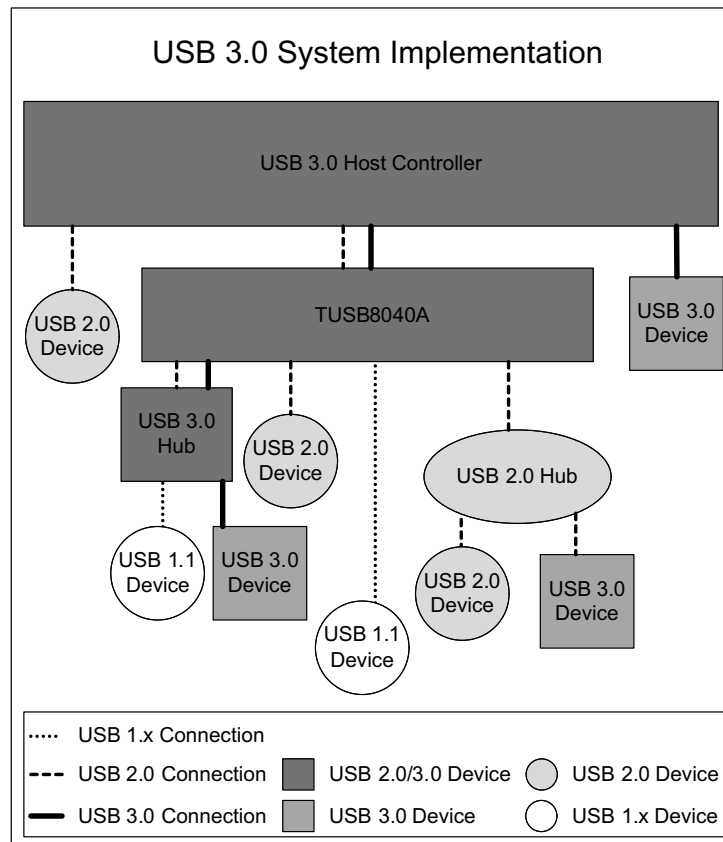 USB 3.0 System Implementation
USB 3.0 Host Controller
USB 2.0
Device
TUSB8040A
USB 3.0
Device
USB 3.0
Hub
USB 2.0
Device
USB 2.0 Hub
USB 1.1
Device
USB 3.0
Device
USB 1.1
Device
USB 2.0
Device
USB 3.0
Device
USB 1.x Connection
USB 2.0 Connection
USB 2.0/3.0 Device
USB 2.0 Device
USB 3.0 Connection
USB 3.0 Device
USB 1.x Device